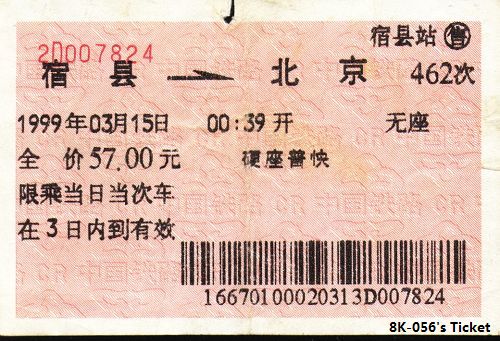 宿县站 售
2D007824
宿县 → 北京 462次
1999年03月15日 00:39开 无座
全 价57.00元 硬座普快
限乘当日当次车
在3日内到有效
16670100020313D007824
8K-056's Ticket